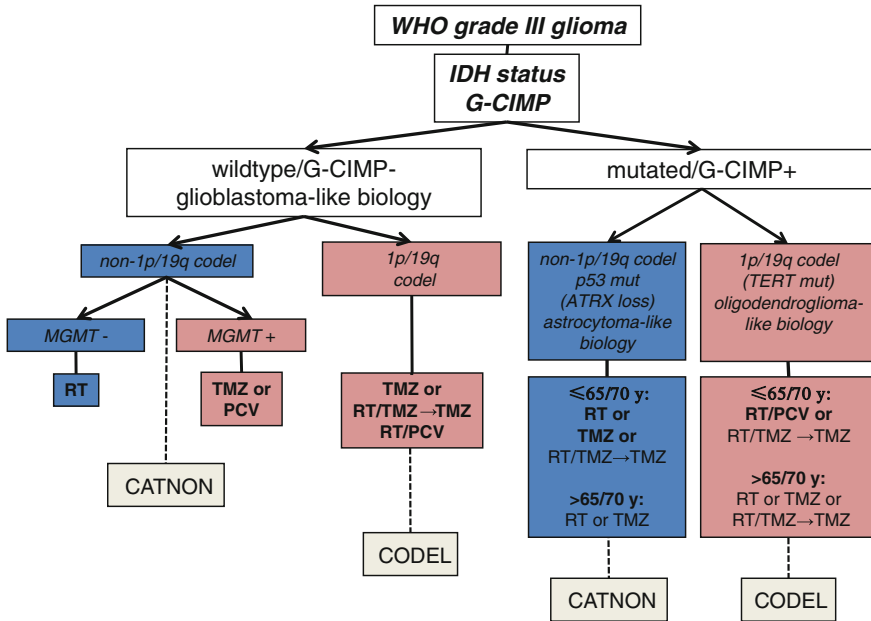 WHO grade III glioma
IDH status
G-CIMP
wildtype/G-CIMP-
glioblastoma-like biology
mutated/G-CIMP+
non-1p/19q codel
1p/19q
codel
non-1p/19q codel
p53 mut
(ATRX loss)
astrocytoma-like
biology
1p/19q codel
(TERT mut)
oligodendroglioma-
like biology
MGMT -
MGMT +
RT
TMZ or
PCV
TMZ or
RT/TMZ→TMZ
RT/PCV
≤65/70 y:
RT or
TMZ or
RT/TMZ→TMZ
>65/70 y:
RT or TMZ
≤65/70 y:
RT/PCV or
RT/TMZ →TMZ
>65/70 y:
RT or TMZ or
RT/TMZ→TMZ
CATNON
CODEL
CATNON
CODEL